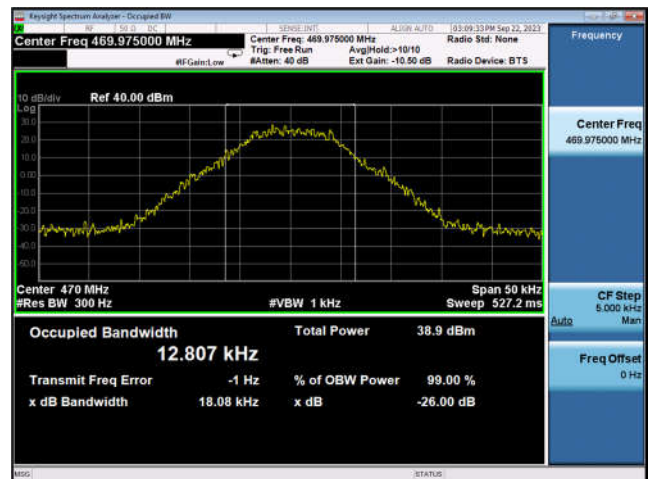 Keysight Spectrum Analyzer - Occupied BW
RF 50 Ω DC SENSE:INT ALIGN AUTO 03:09:33 PM Sep 22, 2023
Center Freq 469.975000 MHz
Center Freq: 469.975000 MHz Radio Std: None
Trig: Free Run Avg|Hold:>10/10
#IFGain:Low #Atten: 40 dB Ext Gain: -10.50 dB Radio Device: BTS
Frequency
10 dB/div Ref 40.00 dBm
Log
30.0
20.0
10.0
0.00
-10.0
-20.0
-30.0
-40.0
-50.0
Center 470 MHz Span 50 kHz
#Res BW 300 Hz #VBW 1 kHz Sweep 527.2 ms
Occupied Bandwidth Total Power 38.9 dBm
12.807 kHz
Transmit Freq Error -1 Hz % of OBW Power 99.00 %
x dB Bandwidth 18.08 kHz x dB -26.00 dB
Center Freq
469.975000 MHz
CF Step
5.000 kHz
Auto Man
Freq Offset
0 Hz
MSG STATUS